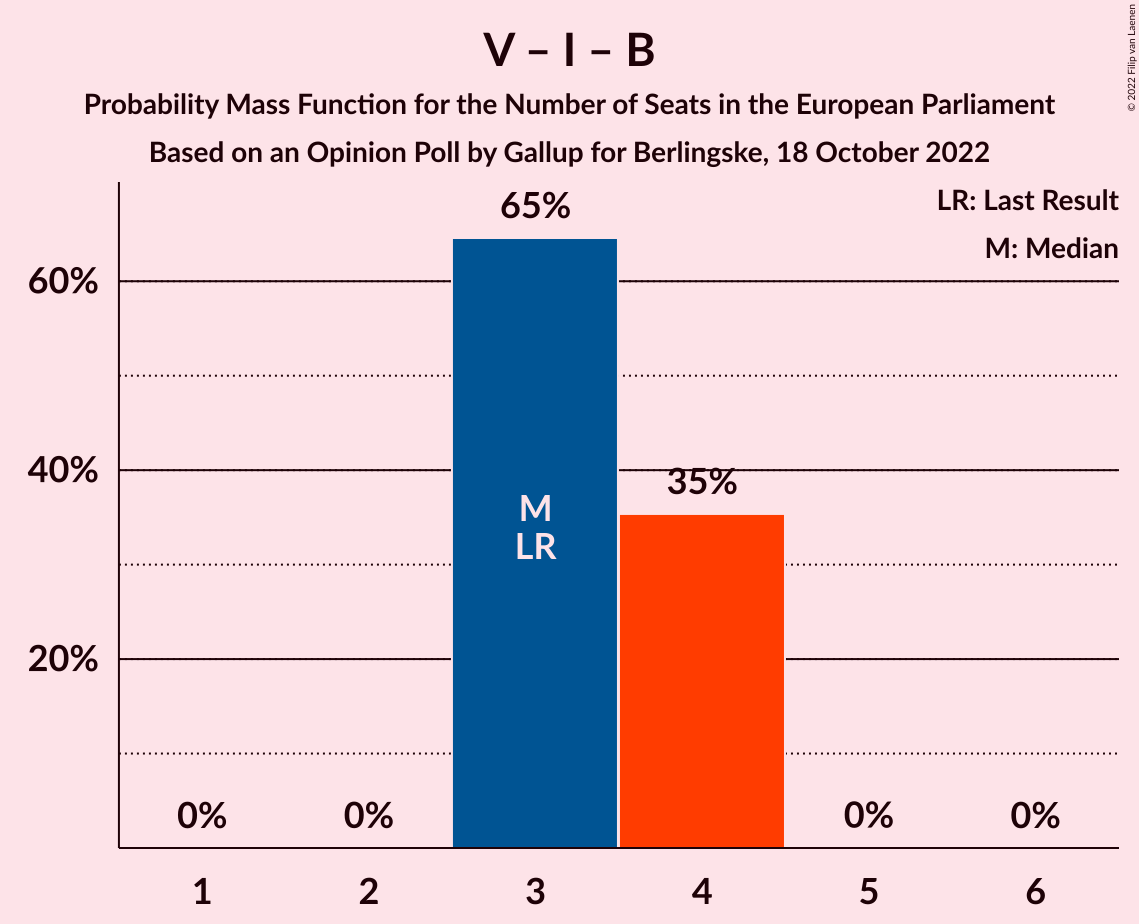 V – I – B
Probability Mass Function for the Number of Seats in the European Parliament
Based on an Opinion Poll by Gallup for Berlingske, 18 October 2022
© 2022 Filip van Laenen
LR: Last Result
M: Median
65%
60%
40%
35%
M
LR
20%
0%
0%
0%
0%
1
2
3
4
5
6